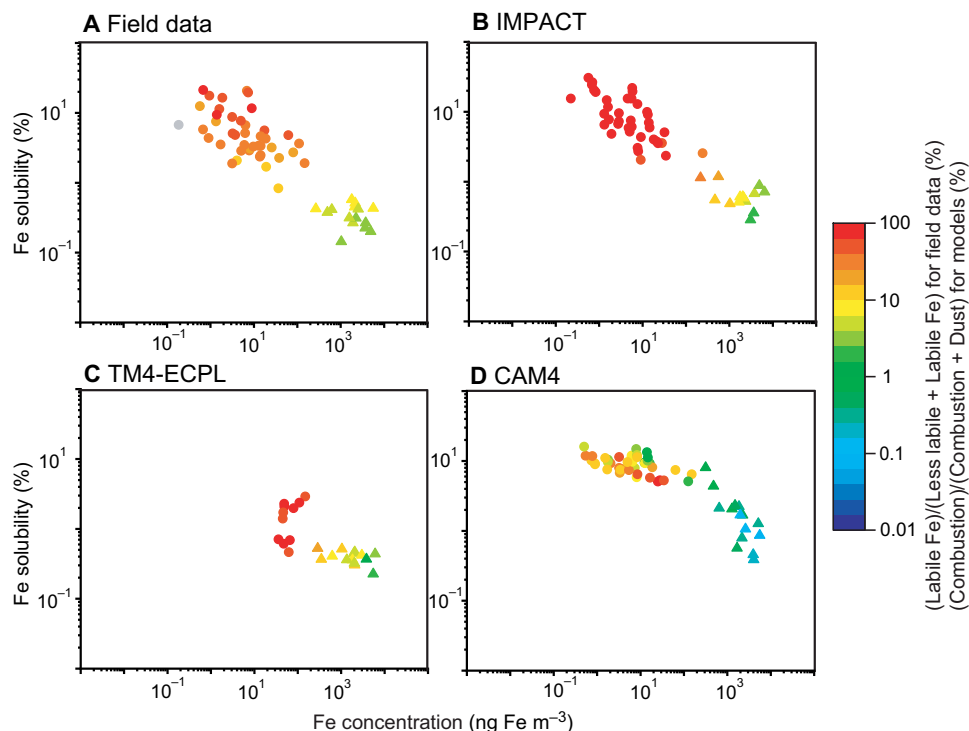 A Field data
B IMPACT
Fe solubility (%)
10¹
10⁻¹
10⁻¹
10¹
10³
10¹
10⁻¹
10⁻¹
10¹
10³
C TM4-ECPL
D CAM4
Fe solubility (%)
10¹
10⁻¹
10⁻¹
10¹
10³
10¹
10⁻¹
10⁻¹
10¹
10³
Fe concentration (ng Fe m⁻³)
100
10
1
0.1
0.01
(Labile Fe)/(Less labile + Labile Fe) for field data (%)
(Combustion)/(Combustion + Dust) for models (%)